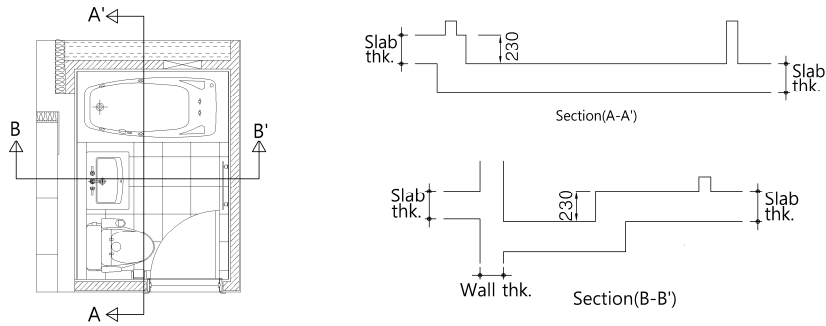 A'
B
B'
A
Slab
thk.
230
Slab
thk.
Section(A-A')
Slab
thk.
230
Slab
thk.
Wall thk.
Section(B-B')